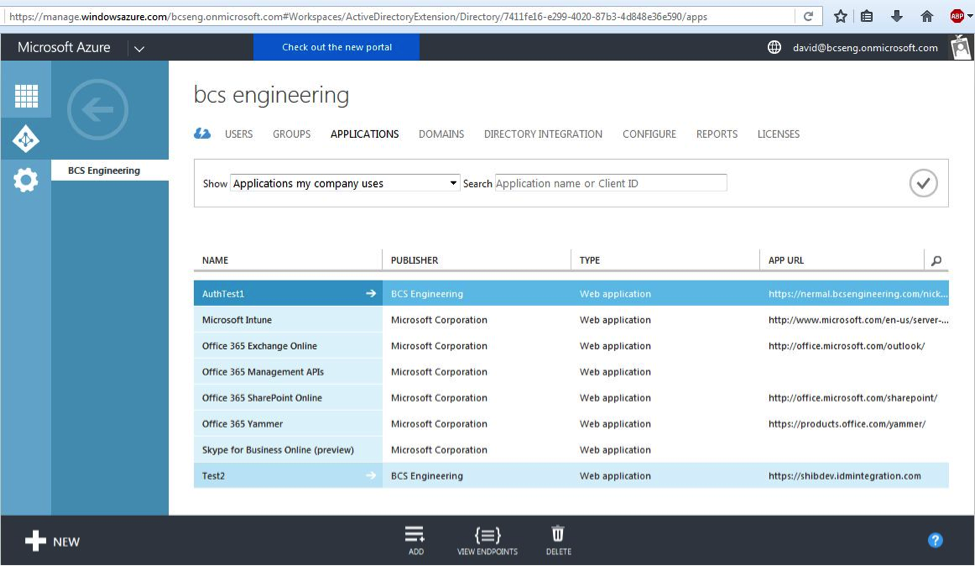 https://manage.windowsazure.com/bcseng.onmicrosoft.com#Workspaces/ActiveDirectoryExtension/Directory/7411fe16-e299-4020-87b3-4d848e36e590/apps
ABP
Microsoft Azure
Check out the new portal
david@bcseng.onmicrosoft.com
BCS Engineering
bcs engineering
USERS GROUPS APPLICATIONS DOMAINS DIRECTORY INTEGRATION CONFIGURE REPORTS LICENSES
Show Applications my company uses Search Application name or Client ID
NAME PUBLISHER TYPE APP URL
AuthTest1 BCS Engineering Web application https://nermal.bcsengineering.com/nick...
Microsoft Intune Microsoft Corporation Web application http://www.microsoft.com/en-us/server-...
Office 365 Exchange Online Microsoft Corporation Web application http://office.microsoft.com/outlook/
Office 365 Management APIs Microsoft Corporation Web application
Office 365 SharePoint Online Microsoft Corporation Web application http://office.microsoft.com/sharepoint/
Office 365 Yammer Microsoft Corporation Web application https://products.office.com/yammer/
Skype for Business Online (preview) Microsoft Corporation Web application
Test2 BCS Engineering Web application https://shibdev.idmintegration.com
NEW
ADD VIEW ENDPOINTS DELETE
?